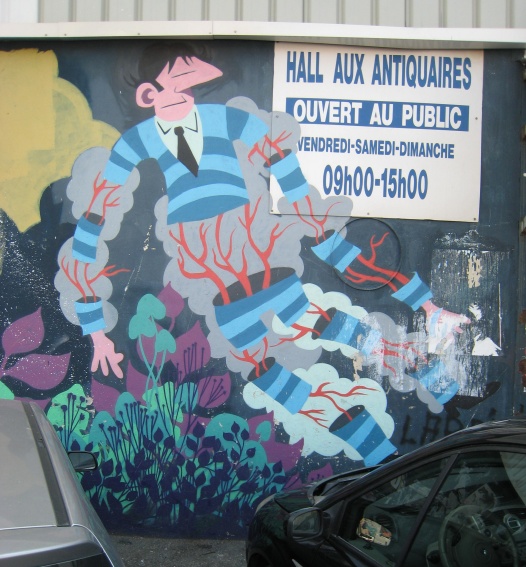 HALL AUX ANTIQUAIRES
OUVERT AU PUBLIC
VENDREDI-SAMEDI-DIMANCHE
09h00-15h00